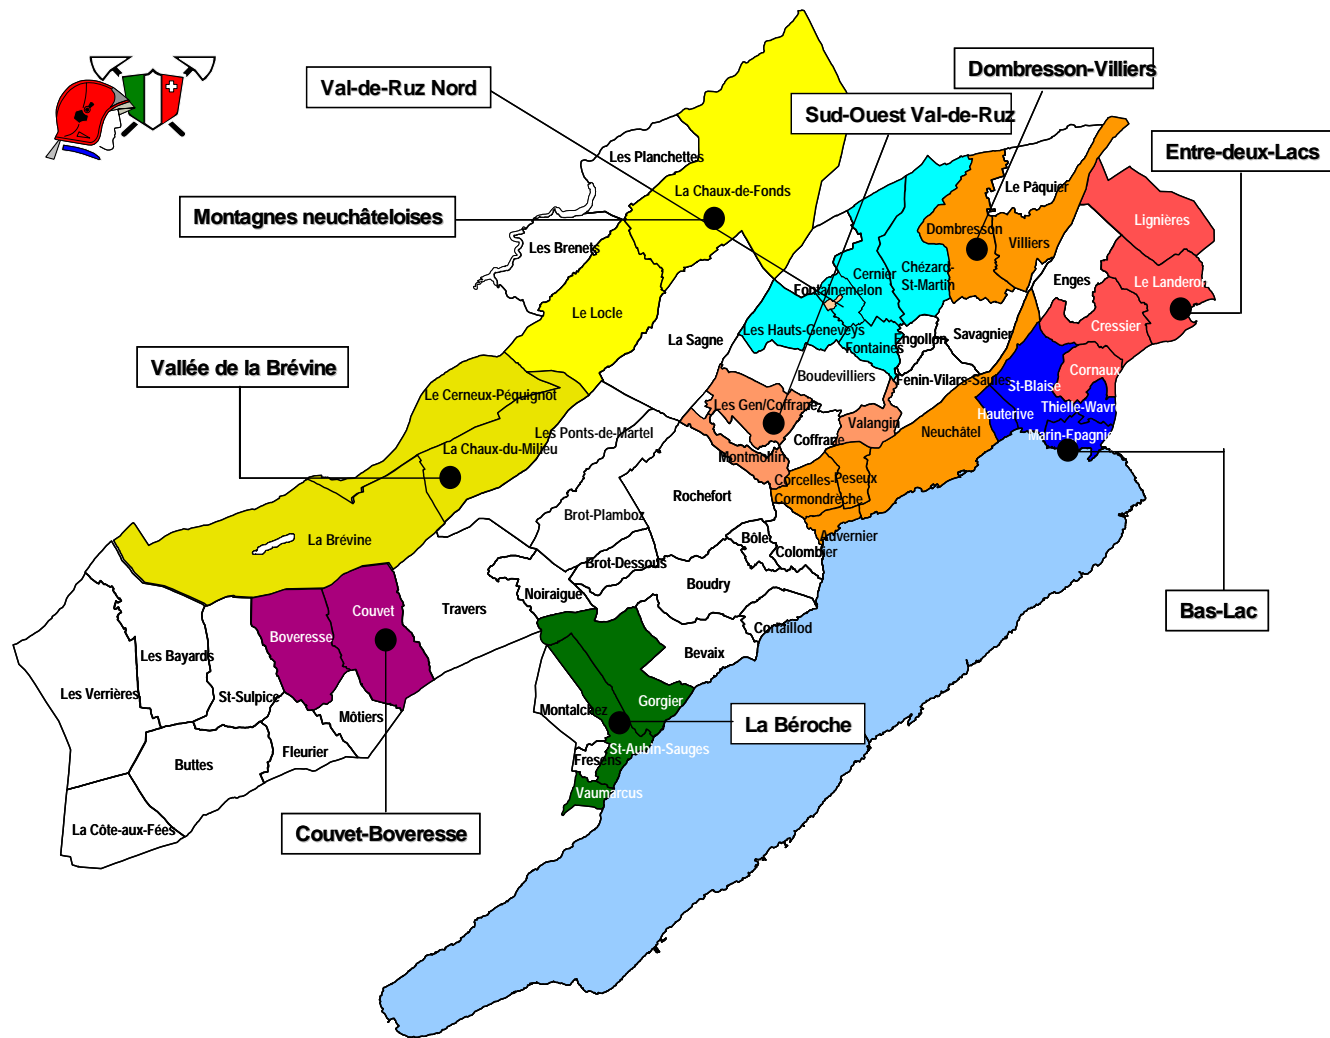 Dombresson-Villiers
Val-de-Ruz Nord
Sud-Ouest Val-de-Ruz
Entre-deux-Lacs
Les Planchettes
Le Pâquier
La Chaux-de-Fonds
Montagnes neuchâteloises
Lignières
Dombresson
Villiers
Les Brenets
Cernier
Chézard-
St-Martin
Enges
Le Landeron
Fontainemelon
Le Locle
Cressier
Les Hauts-Geneveys
Savagnier
La Sagne
Engollon
Fontaines
Vallée de la Brévine
Boudevilliers
Cornaux
Fenin-Vilars-Saules
St-Blaise
Le Cerneux-Péquignot
Les Gen/Coffrane
Thielle-Wavre
Hauterive
Valangin
Neuchâtel
Les Ponts-de-Martel
Marin-Epagnier
Coffrane
La Chaux-du-Milieu
Montmollin
Corcelles-
Peseux
Cormondrèche
Rochefort
Brot-Plamboz
Auvernier
Bôle
La Brévine
Colombier
Brot-Dessous
Boudry
Noiraigue
Couvet
Travers
Bas-Lac
Cortaillod
Boveresse
Bevaix
Les Bayards
Les Verrières
St-Sulpice
Gorgier
Montalchez
Môtiers
La Béroche
St-Aubin-Sauges
Fleurier
Fresens
Buttes
Vaumarcus
La Côte-aux-Fées
Couvet-Boveresse